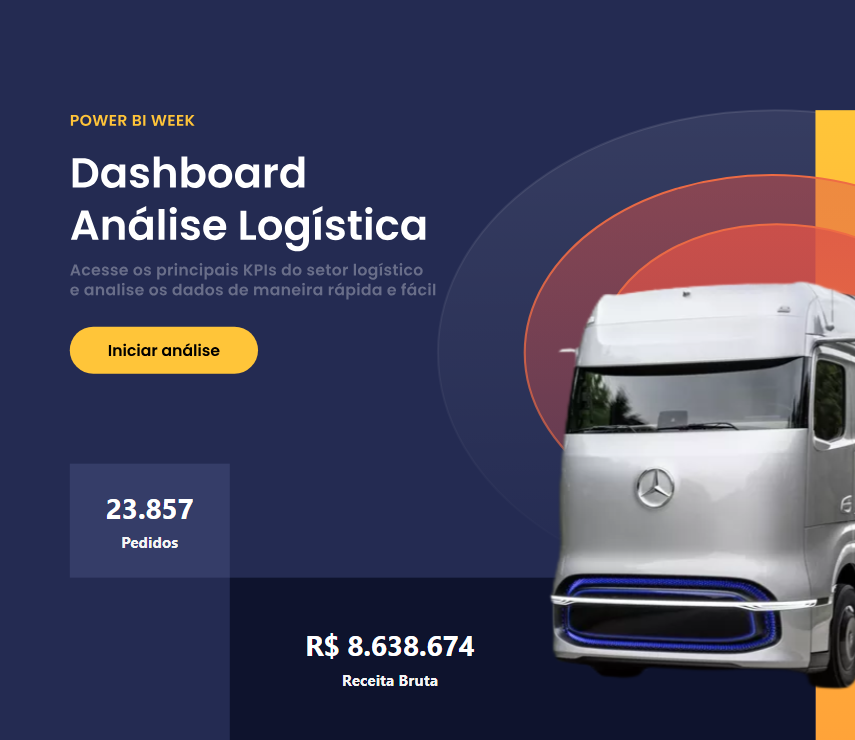 POWER BI WEEK
Dashboard
Análise Logística
Acesse os principais KPIs do setor logístico
e analise os dados de maneira rápida e fácil
Iniciar análise
23.857
Pedidos
R$ 8.638.674
Receita Bruta